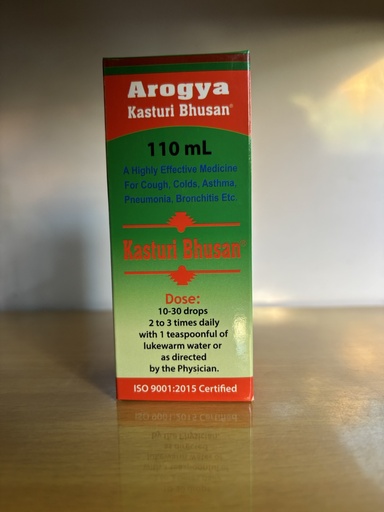 Arogya
Kasturi Bhusan®
110 mL
A Highly Effective Medicine
For Cough, Colds, Asthma,
Pneumonia, Bronchitis Etc.
Kasturi Bhusan®
Dose:
10-30 drops
2 to 3 times daily
with 1 teaspoonful of
lukewarm water or
as directed
by the Physician.
ISO 9001:2015 Certified